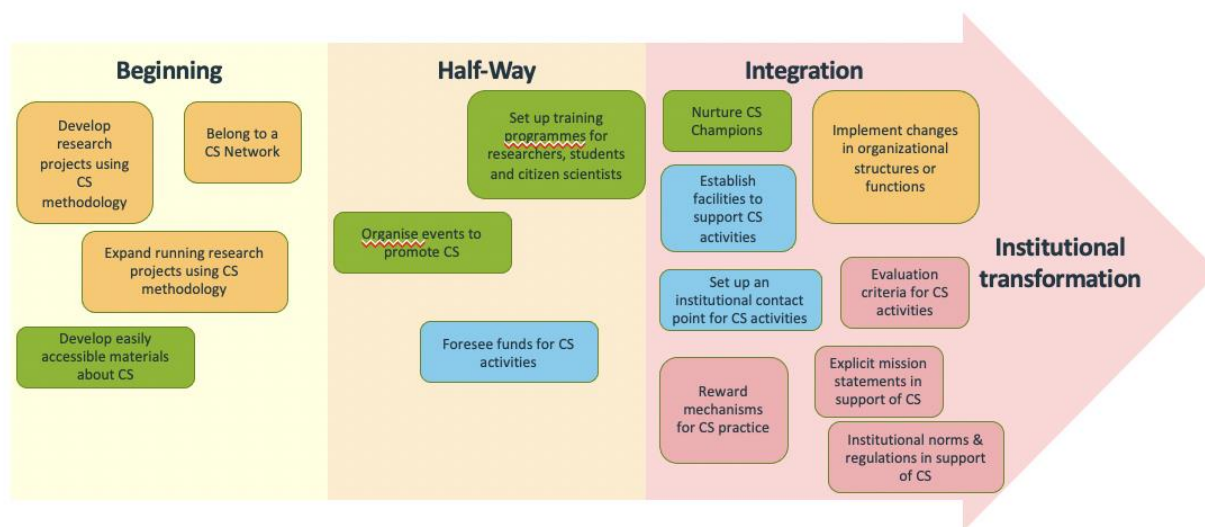 Beginning
Develop
research
projects using
CS
methodology
Belong to a
CS Network
Expand running research
projects using CS
methodology
Develop easily
accessible materials
about CS
Half-Way
Set up training
programmes for
researchers, students
and citizen scientists
Organise events to
promote CS
Foresee funds for CS
activities
Integration
Nurture CS
Champions
Implement changes
in organizational
structures or
functions
Establish
facilities to
support CS
activities
Set up an
institutional contact
point for CS activities
Evaluation
criteria for CS
activities
Reward
mechanisms
for CS practice
Explicit mission
statements in
support of CS
Institutional norms &
regulations in support
of CS
Institutional
transformation